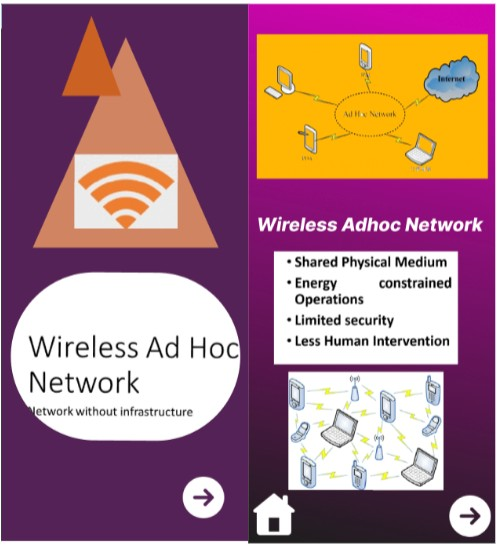 Wireless Ad Hoc
Network
Network without infrastructure
Internet
Ad Hoc Network
Wireless Adhoc Network
• Shared Physical Medium
• Energy constrained
Operations
• Limited security
• Less Human Intervention